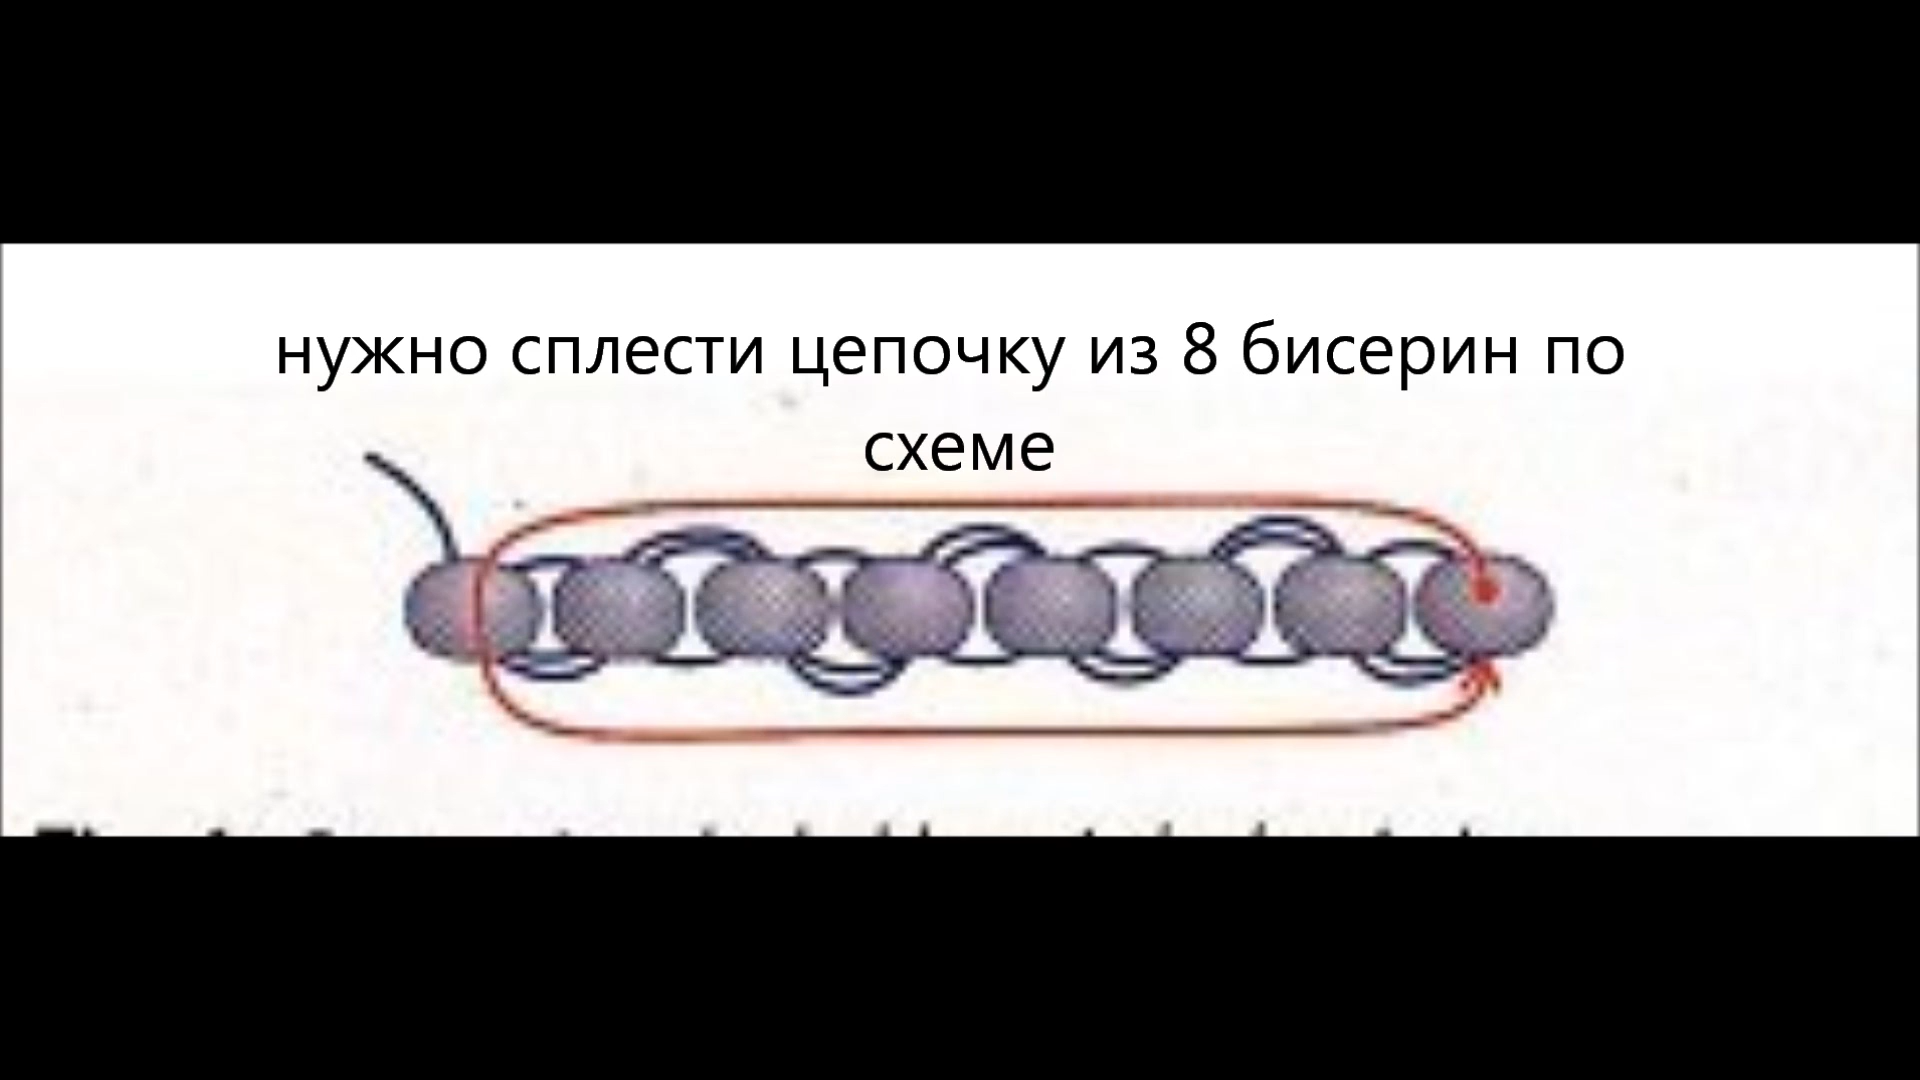 нужно сплести цепочку из 8 бисерин по
схеме